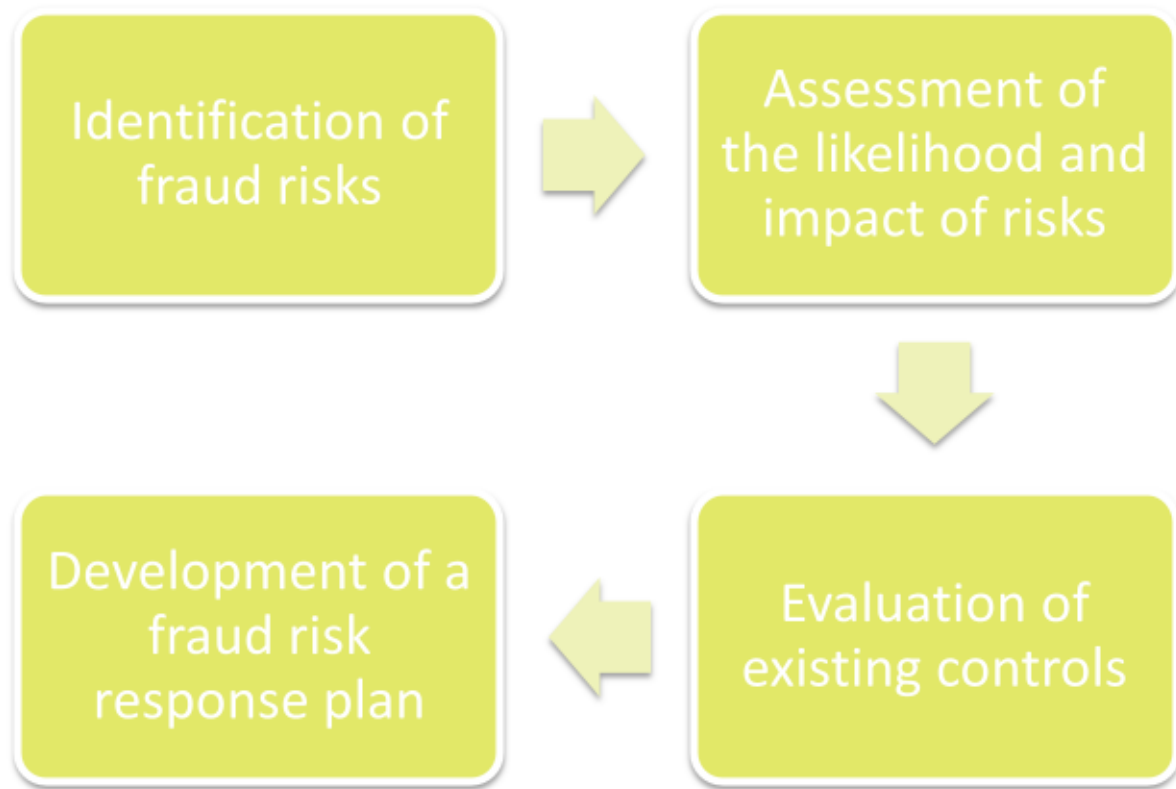 Identification of
fraud risks
Assessment of
the likelihood and
impact of risks
Evaluation of
existing controls
Development of a
fraud risk
response plan